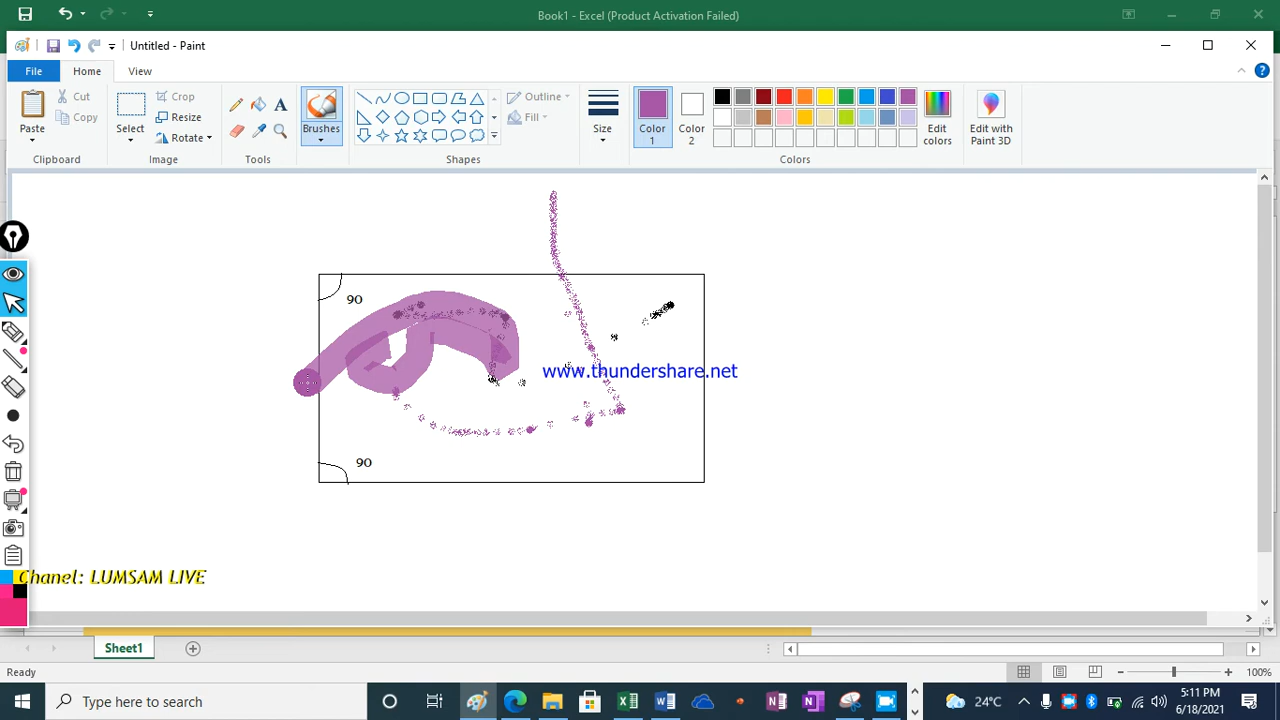 Book1 - Excel (Product Activation Failed)
Untitled - Paint
File Home View
Paste
Cut
Copy
Clipboard
Select
Crop
Resize
Rotate
Image
Tools
Brushes
Outline
Fill
Shapes
Size
Color 1
Color 2
Edit colors
Edit with Paint 3D
Colors
90
www.thundershare.net
90
Chanel: LUMSAM LIVE
Sheet1
Ready
100%
Type here to search
24°C
5:11 PM
6/18/2021